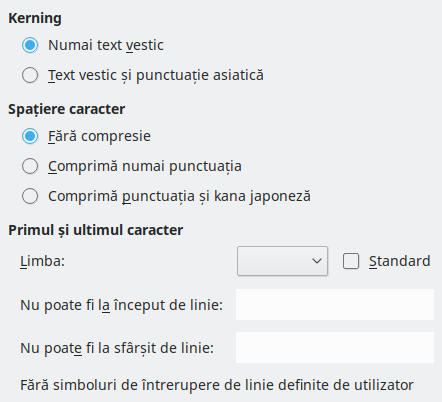 Kerning
Numai text vestic
Text vestic și punctuație asiatică
Spațiere caracter
Fără compresie
Comprimă numai punctuația
Comprimă punctuația și kana japoneză
Primul și ultimul caracter
Limba: Standard
Nu poate fi la început de linie:
Nu poate fi la sfârșit de linie:
Fără simboluri de întrerupere de linie definite de utilizator